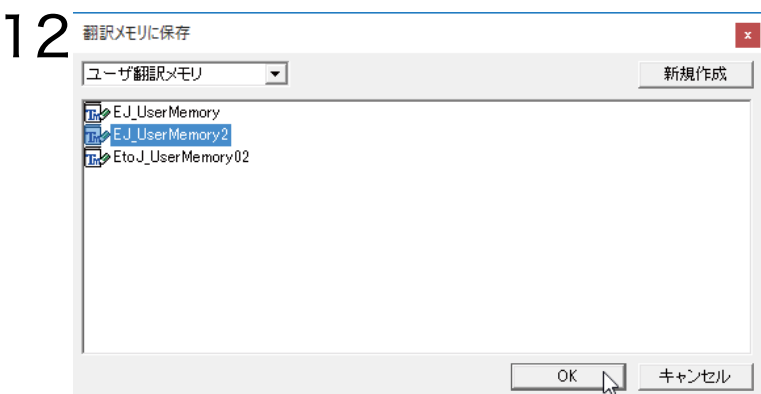 12
翻訳メモリに保存
ユーザ翻訳メモリ
新規作成
EJ_UserMemory
EJ_UserMemory2
EtoJ_UserMemory02
OK
キャンセル